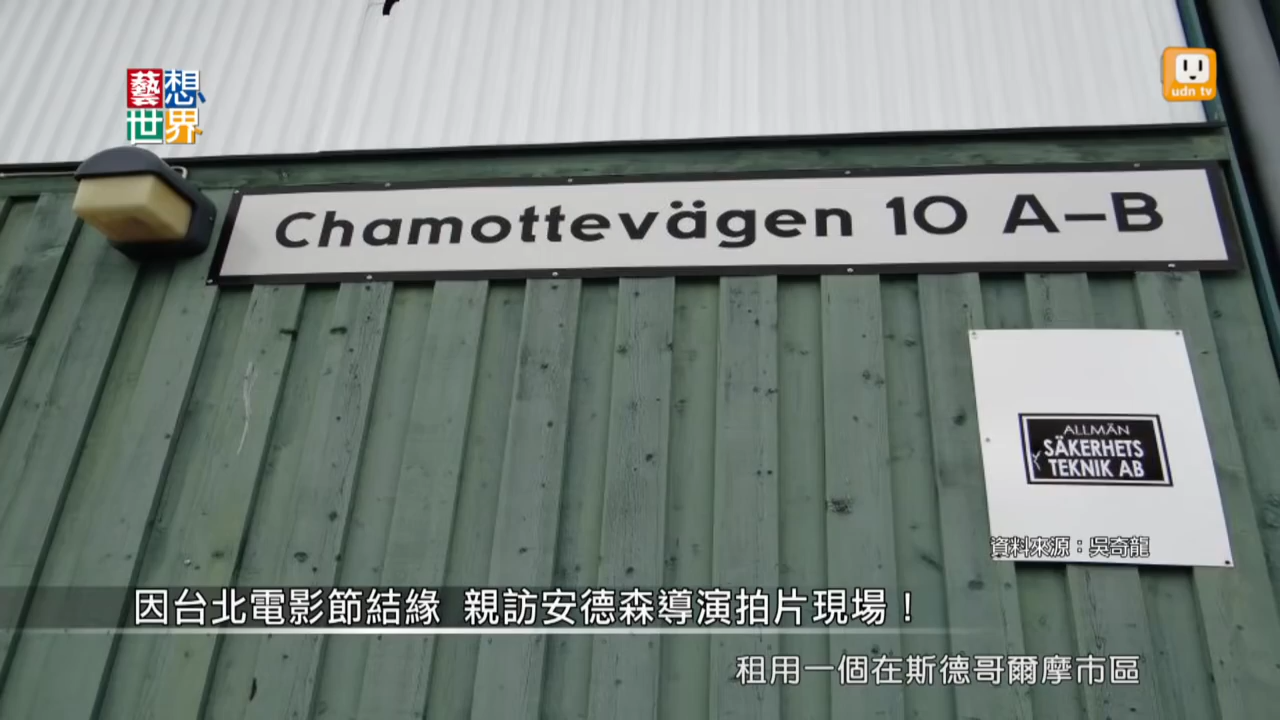 藝想
世界
udn tv
Chamottevägen 10 A–B
ALLMÄN
SÄKERHETS
TEKNIK AB
資料來源：吳奇龍
因台北電影節結緣 親訪安德森導演拍片現場！
租用一個在斯德哥爾摩市區